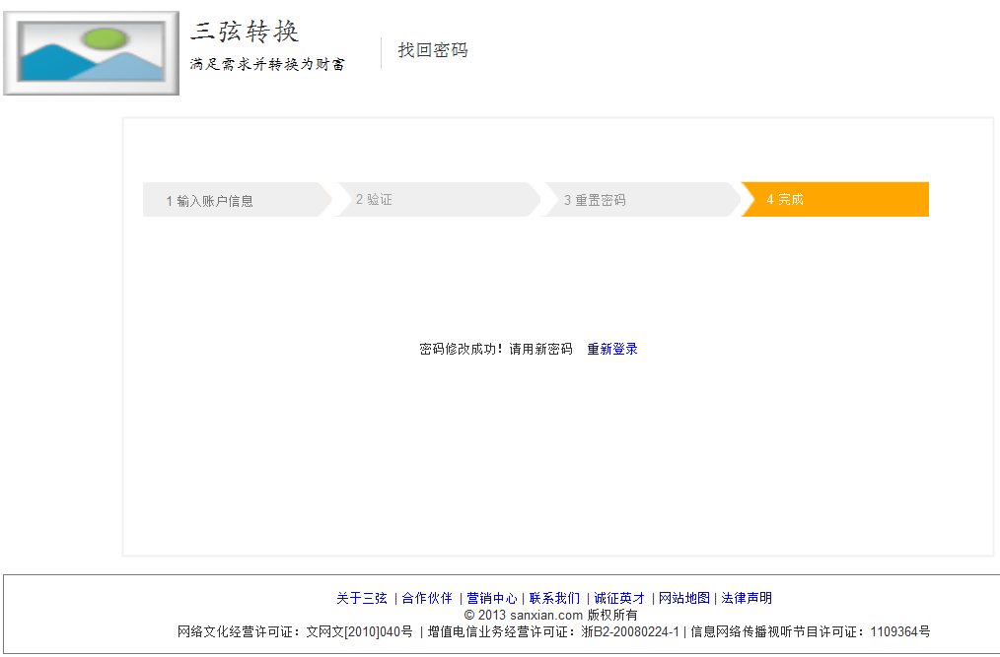 三弦转换
满足需求并转换为财富
找回密码
1 输入账户信息 2 验证 3 重置密码 4 完成
密码修改成功！请用新密码 重新登录
关于三弦 | 合作伙伴 | 营销中心 | 联系我们 | 诚征英才 | 网站地图 | 法律声明
© 2013 sanxian.com 版权所有
网络文化经营许可证：文网文[2010]040号 | 增值电信业务经营许可证：浙B2-20080224-1 | 信息网络传播视听节目许可证：1109364号